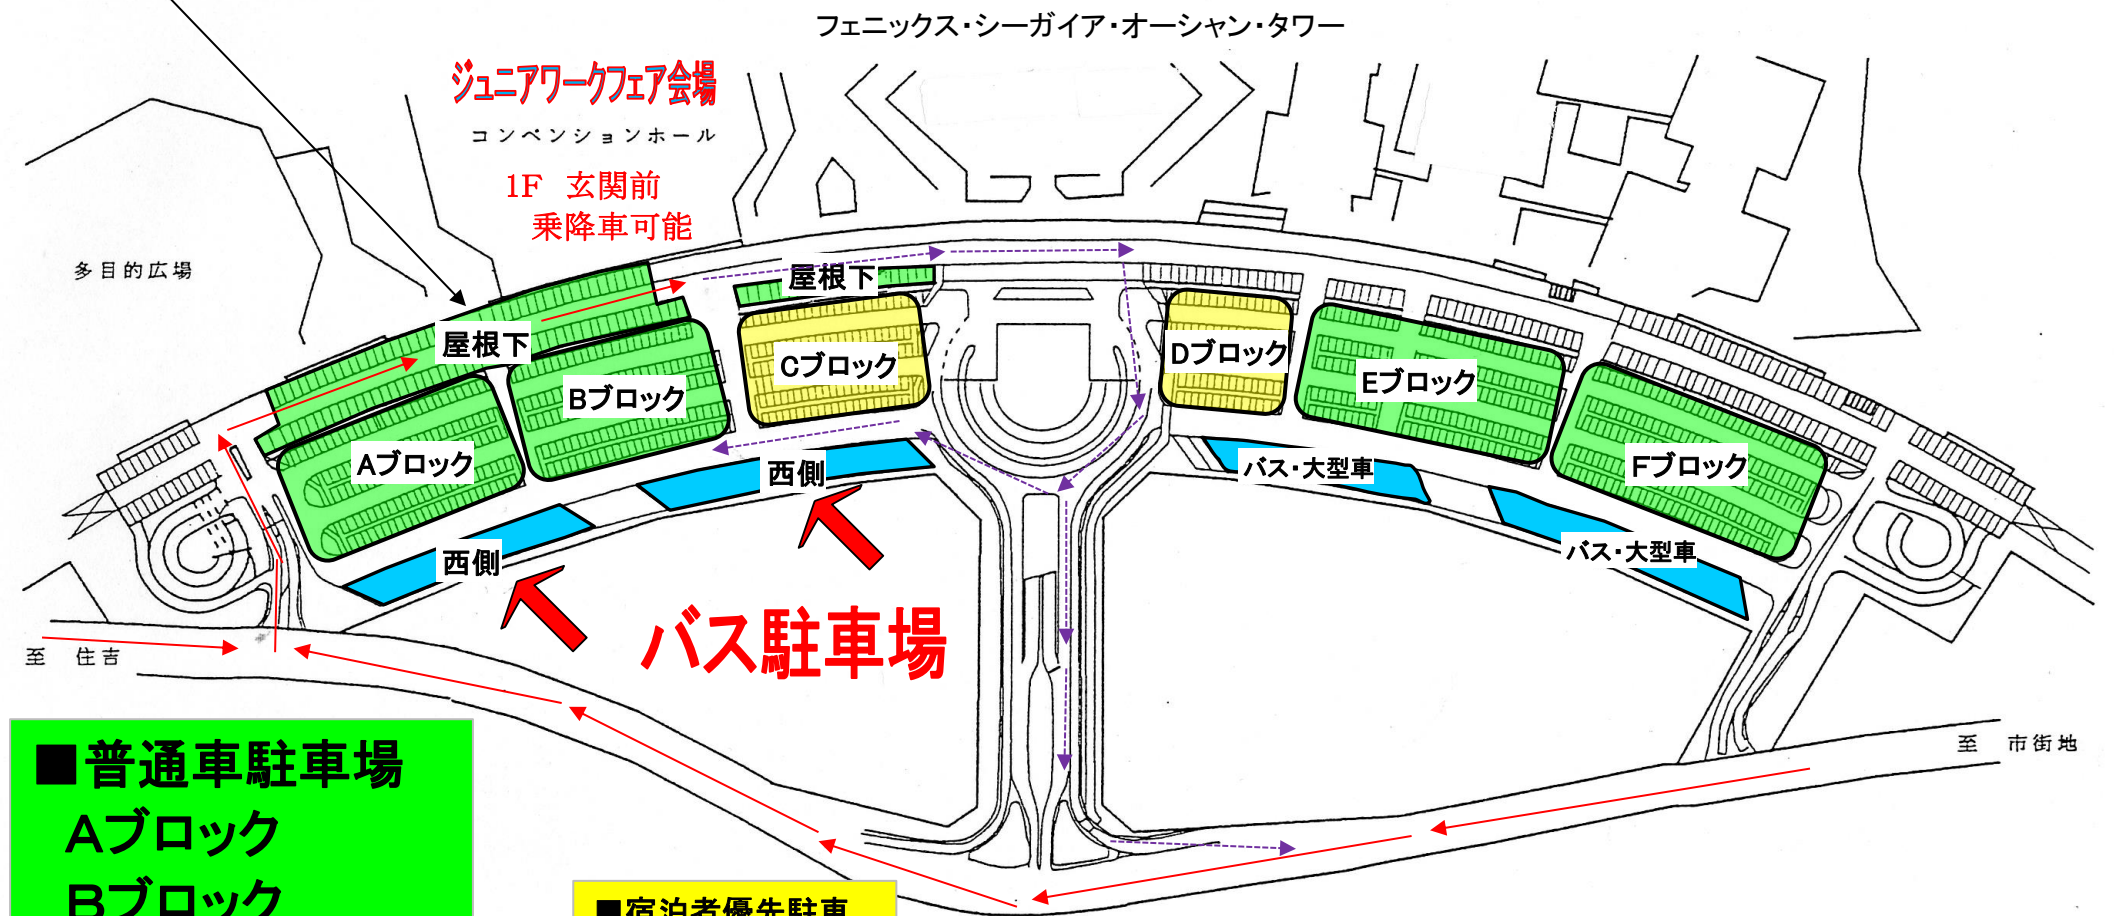 フェニックス・シーガイア・オーシャン・タワー
ジュニアワークフェア会場
コンベンションホール
1F 玄関前
乗降車可能
多目的広場
屋根下
屋根下
Aブロック
Bブロック
Cブロック
Dブロック
Eブロック
Fブロック
西側
西側
バス・大型車
バス・大型車
バス駐車場
至 住吉
至 市街地
■普通車駐車場
Aブロック
Bブロック
■宿泊者優先駐車